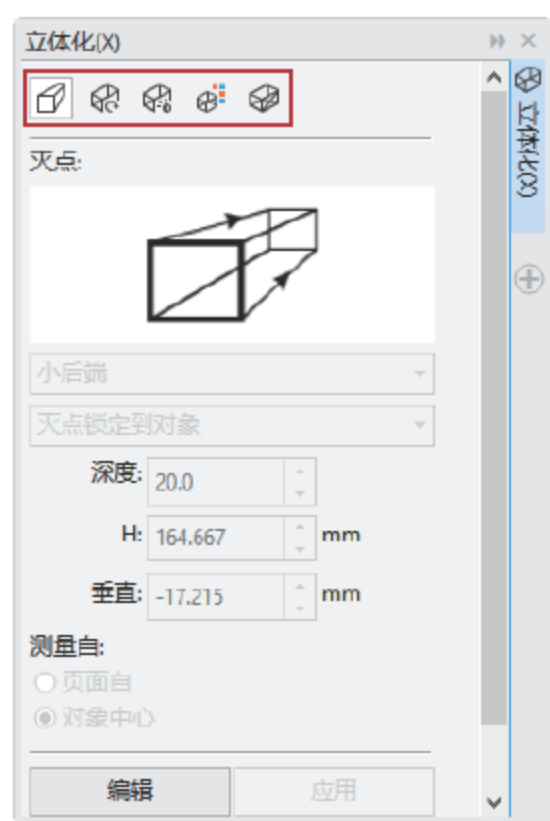 立体化(X)
立体化(X)
灭点:
小后端
灭点锁定到对象
深度: 20.0
H: 164.667 mm
垂直: -17.215 mm
测量自:
页面自
对象中心
编辑 应用